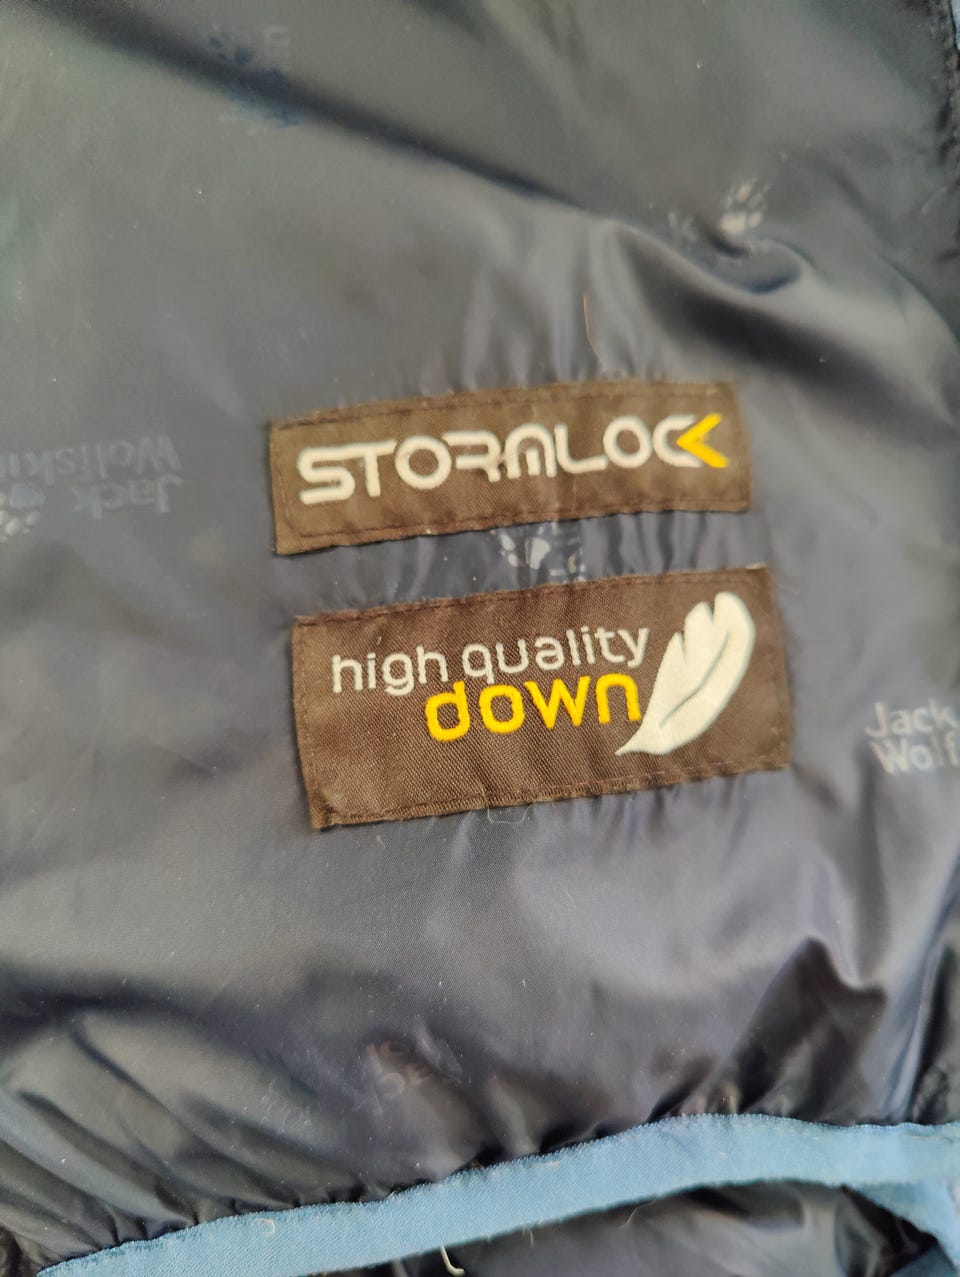 STORMLOCK
high quality
down
Jack
Wolfskin
Jack
Wolf